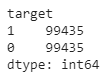 target
1    99435
0    99435
dtype: int64